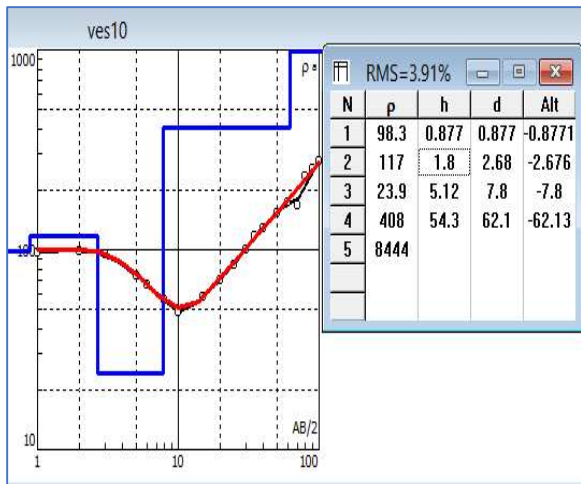 ves10
1000
ρa
100
10
1
10
100
AB/2
RMS=3.91%
N ρ h d Alt
1 98.3 0.877 0.877 -0.8771
2 117 1.8 2.68 -2.676
3 23.9 5.12 7.8 -7.8
4 408 54.3 62.1 -62.13
5 8444